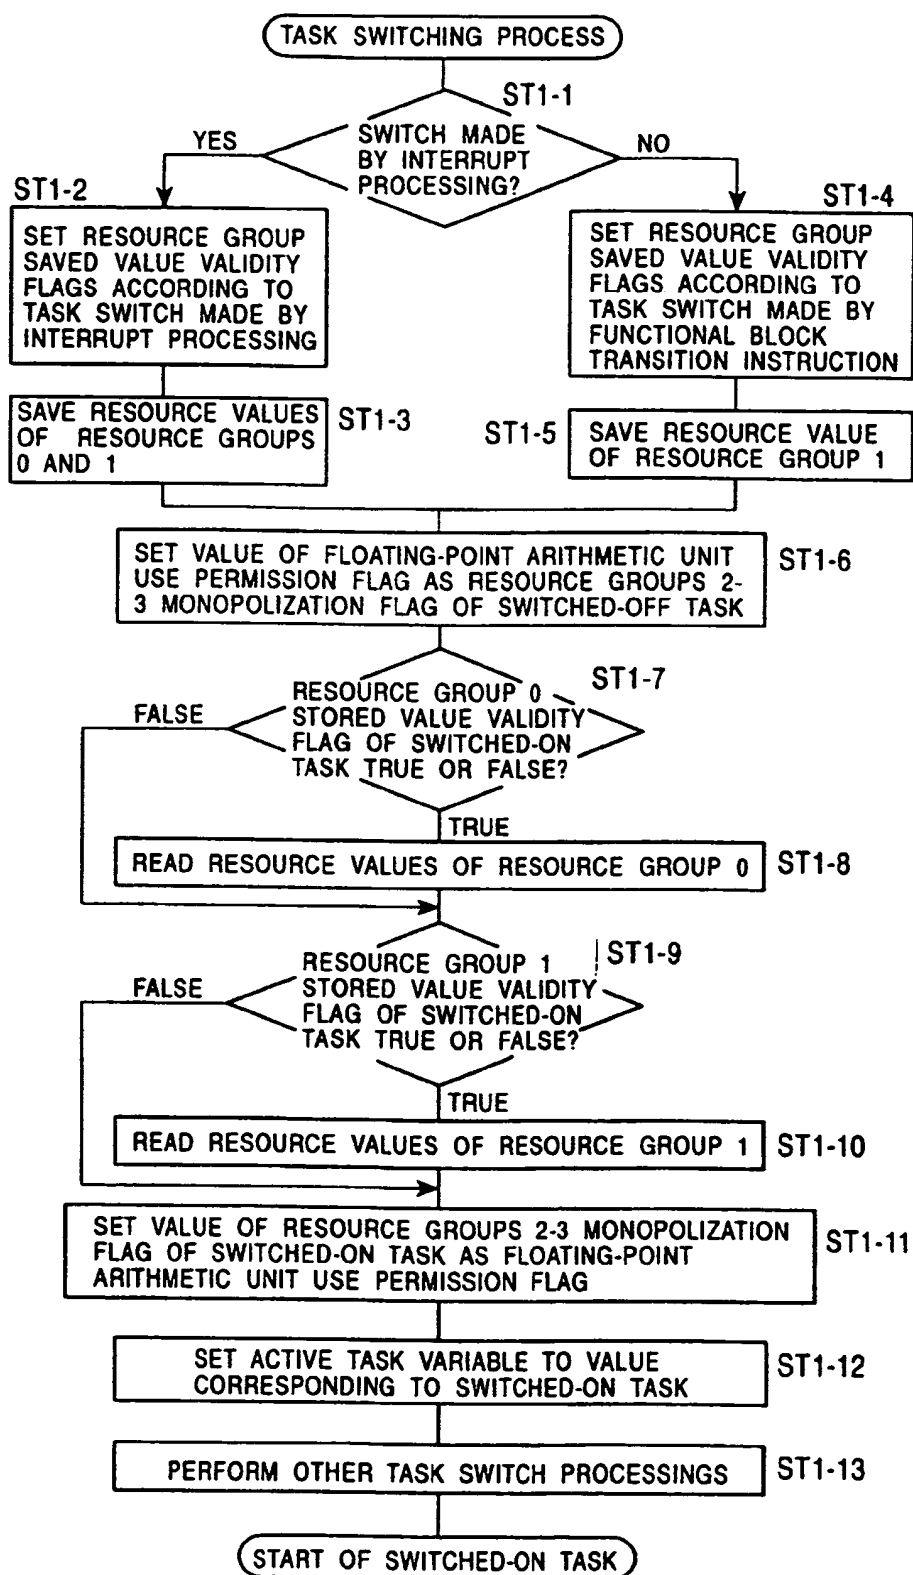 TASK SWITCHING PROCESS
ST1-1
SWITCH MADE
BY INTERRUPT
PROCESSING?
YES
NO
ST1-2
SET RESOURCE GROUP
SAVED VALUE VALIDITY
FLAGS ACCORDING TO
TASK SWITCH MADE BY
INTERRUPT PROCESSING
ST1-4
SET RESOURCE GROUP
SAVED VALUE VALIDITY
FLAGS ACCORDING TO
TASK SWITCH MADE BY
FUNCTIONAL BLOCK
TRANSITION INSTRUCTION
SAVE RESOURCE VALUES
OF RESOURCE GROUPS
0 AND 1
ST1-3
ST1-5
SAVE RESOURCE VALUE
OF RESOURCE GROUP 1
SET VALUE OF FLOATING-POINT ARITHMETIC UNIT
USE PERMISSION FLAG AS RESOURCE GROUPS 2-
3 MONOPOLIZATION FLAG OF SWITCHED-OFF TASK
ST1-6
ST1-7
RESOURCE GROUP 0
STORED VALUE VALIDITY
FLAG OF SWITCHED-ON
TASK TRUE OR FALSE?
FALSE
TRUE
READ RESOURCE VALUES OF RESOURCE GROUP 0
ST1-8
ST1-9
RESOURCE GROUP 1
STORED VALUE VALIDITY
FLAG OF SWITCHED-ON
TASK TRUE OR FALSE?
FALSE
TRUE
READ RESOURCE VALUES OF RESOURCE GROUP 1
ST1-10
SET VALUE OF RESOURCE GROUPS 2-3 MONOPOLIZATION
FLAG OF SWITCHED-ON TASK AS FLOATING-POINT
ARITHMETIC UNIT USE PERMISSION FLAG
ST1-11
SET ACTIVE TASK VARIABLE TO VALUE
CORRESPONDING TO SWITCHED-ON TASK
ST1-12
PERFORM OTHER TASK SWITCH PROCESSINGS
ST1-13
START OF SWITCHED-ON TASK